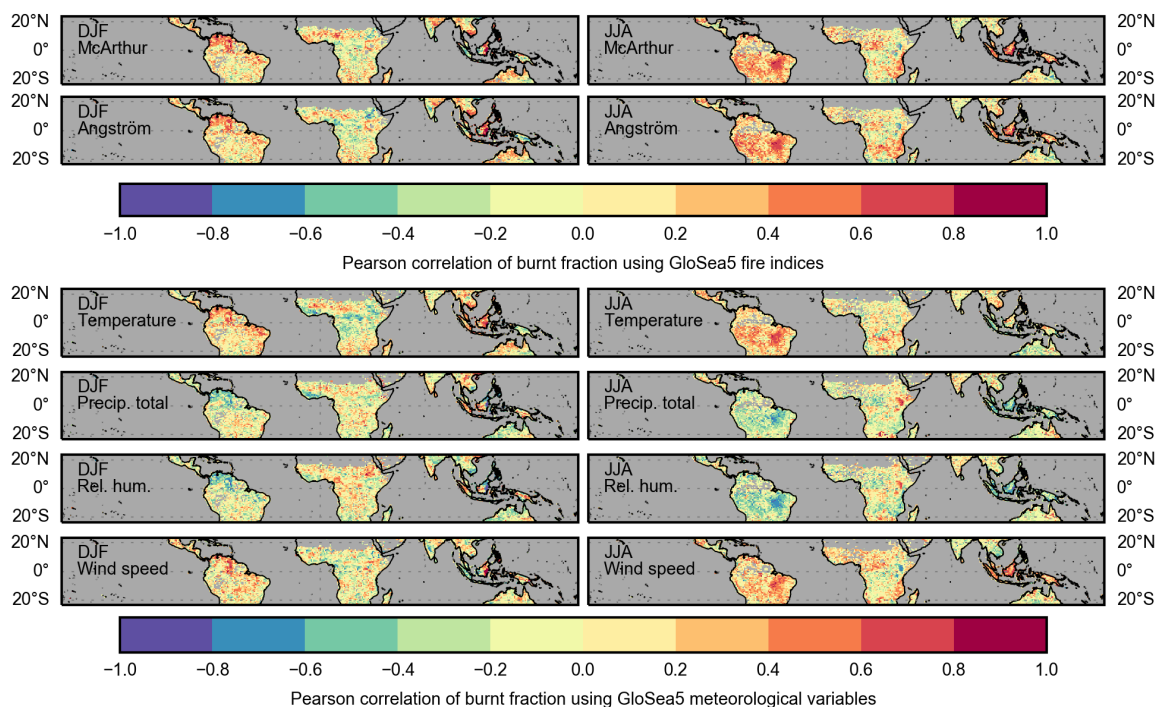 20°N
0°
20°S
DJF
McArthur
JJA
McArthur
20°N
0°
20°S
20°N
0°
20°S
DJF
Angström
JJA
Angström
20°N
0°
20°S
−1.0 −0.8 −0.6 −0.4 −0.2 0.0 0.2 0.4 0.6 0.8 1.0
Pearson correlation of burnt fraction using GloSea5 fire indices
20°N
0°
20°S
DJF
Temperature
JJA
Temperature
20°N
0°
20°S
20°N
0°
20°S
DJF
Precip. total
JJA
Precip. total
20°N
0°
20°S
20°N
0°
20°S
DJF
Rel. hum.
JJA
Rel. hum.
20°N
0°
20°S
20°N
0°
20°S
DJF
Wind speed
JJA
Wind speed
20°N
0°
20°S
−1.0 −0.8 −0.6 −0.4 −0.2 0.0 0.2 0.4 0.6 0.8 1.0
Pearson correlation of burnt fraction using GloSea5 meteorological variables